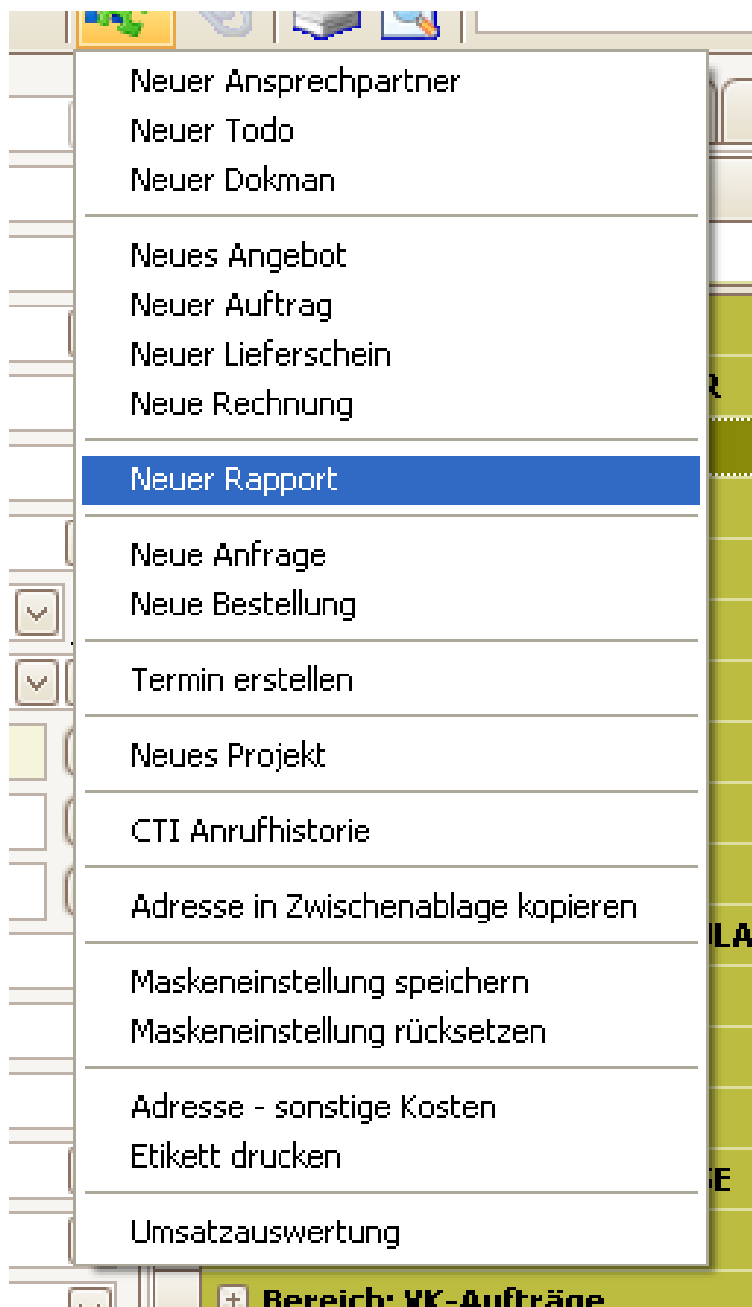 Neuer Ansprechpartner
Neuer Todo
Neuer Dokman
Neues Angebot
Neuer Auftrag
Neuer Lieferschein
Neue Rechnung
Neuer Rapport
Neue Anfrage
Neue Bestellung
Termin erstellen
Neues Projekt
CTI Anrufhistorie
Adresse in Zwischenablage kopieren
Maskeneinstellung speichern
Maskeneinstellung rücksetzen
Adresse - sonstige Kosten
Etikett drucken
Umsatzauswertung
Bereich: VK-Aufträge